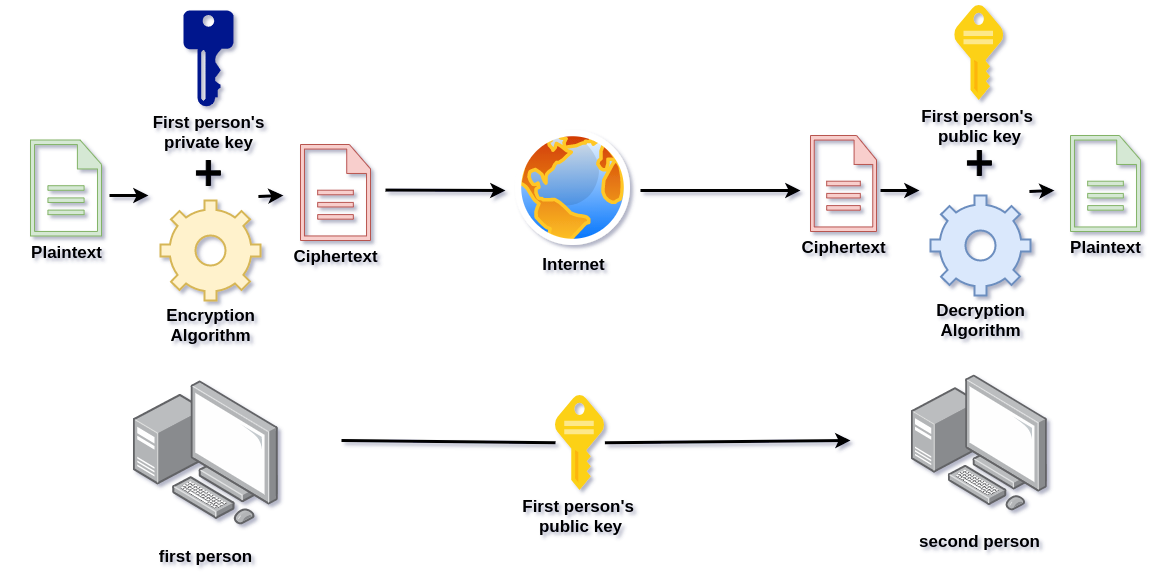 First person's
private key
First person's
public key
Plaintext
Ciphertext
Internet
Ciphertext
Plaintext
Encryption
Algorithm
Decryption
Algorithm
First person's
public key
first person
second person